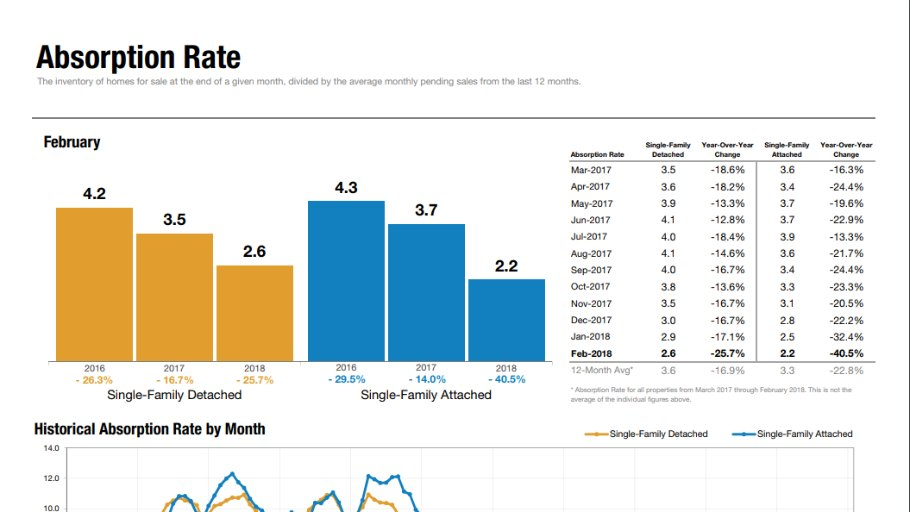 Absorption Rate
The inventory of homes for sale at the end of a given month, divided by the average monthly pending sales from the last 12 months.
February
4.2
3.5
2.6
2016
2017
2018
- 26.3%
- 16.7%
- 25.7%
Single-Family Detached
4.3
3.7
2.2
2016
2017
2018
- 29.5%
- 14.0%
- 40.5%
Single-Family Attached
Absorption Rate Single-Family Detached Year-Over-Year Change Single-Family Attached Year-Over-Year Change
Mar-2017 3.5 -18.6% 3.6 -16.3%
Apr-2017 3.6 -18.2% 3.4 -24.4%
May-2017 3.9 -13.3% 3.7 -19.6%
Jun-2017 4.1 -12.8% 3.7 -22.9%
Jul-2017 4.0 -18.4% 3.9 -13.3%
Aug-2017 4.1 -14.6% 3.6 -21.7%
Sep-2017 4.0 -16.7% 3.4 -24.4%
Oct-2017 3.8 -13.6% 3.3 -23.3%
Nov-2017 3.5 -16.7% 3.1 -20.5%
Dec-2017 3.0 -16.7% 2.8 -22.2%
Jan-2018 2.9 -17.1% 2.5 -32.4%
Feb-2018 2.6 -25.7% 2.2 -40.5%
12-Month Avg* 3.6 -16.9% 3.3 -22.8%
* Absorption Rate for all properties from March 2017 through February 2018. This is not the
average of the individual figures above.
Historical Absorption Rate by Month
Single-Family Detached
Single-Family Attached
14.0
12.0
10.0